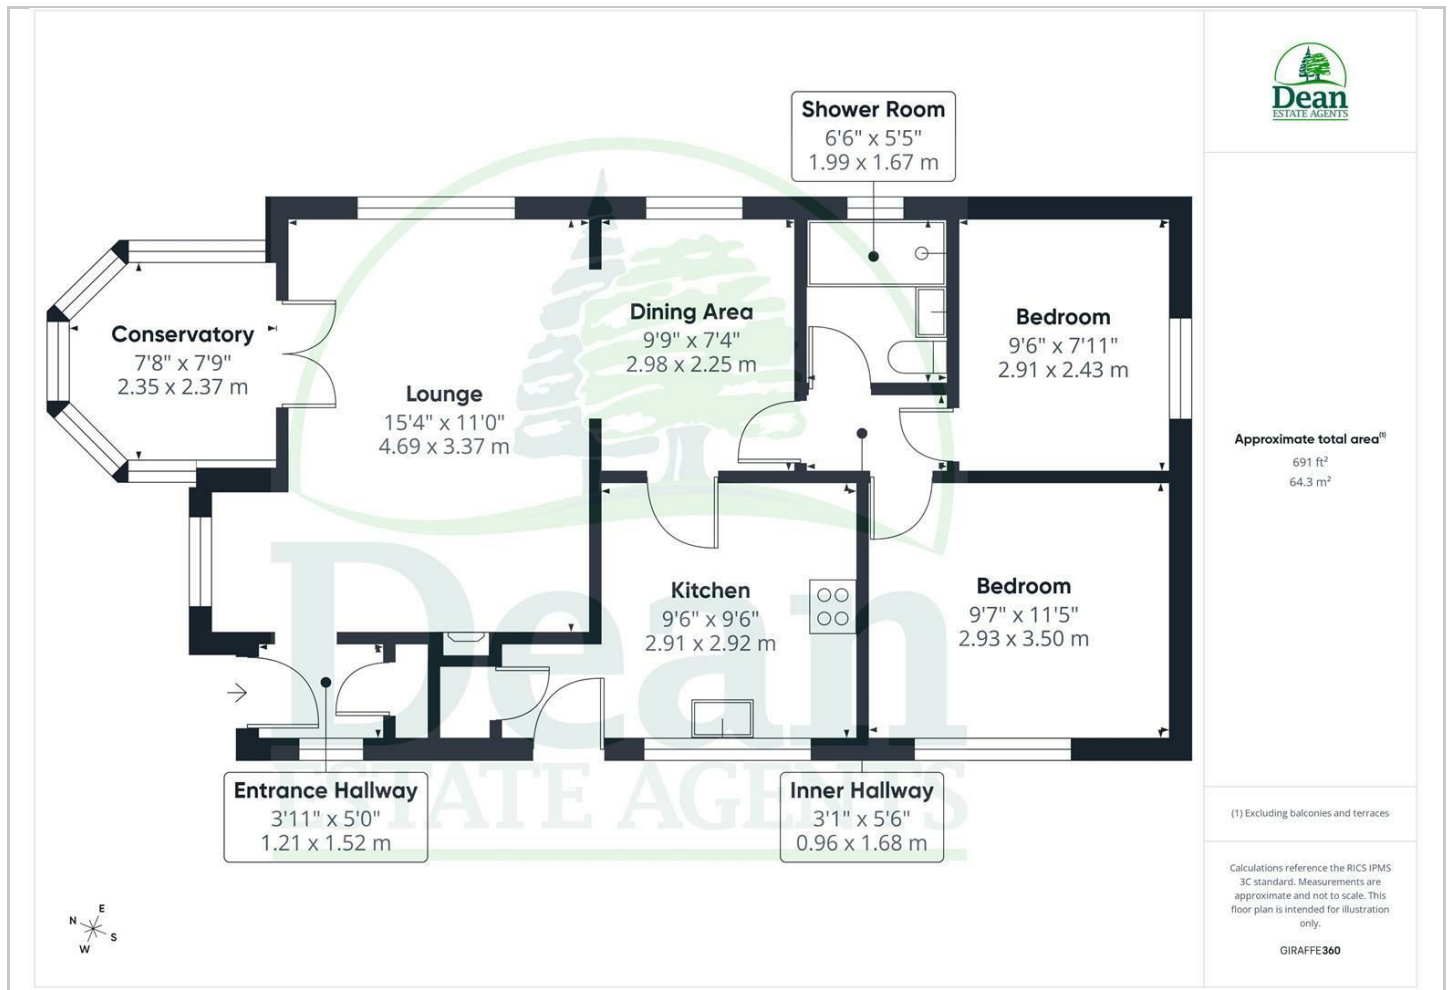 Shower Room
6'6" x 5'5"
1.99 x 1.67 m
Dean
ESTATE AGENTS
Conservatory
7'8" x 7'9"
2.35 x 2.37 m
Lounge
15'4" x 11'0"
4.69 x 3.37 m
Dining Area
9'9" x 7'4"
2.98 x 2.25 m
Bedroom
9'6" x 7'11"
2.91 x 2.43 m
Kitchen
9'6" x 9'6"
2.91 x 2.92 m
Bedroom
9'7" x 11'5"
2.93 x 3.50 m
Entrance Hallway
3'11" x 5'0"
1.21 x 1.52 m
Inner Hallway
3'1" x 5'6"
0.96 x 1.68 m
Dean
ESTATE AGENTS
N
E
S
W
Approximate total area(1)
691 ft²
64.3 m²
(1) Excluding balconies and terraces
Calculations reference the RICS IPMS
3C standard. Measurements are
approximate and not to scale. This
floor plan is intended for illustration
only.
GIRAFFE360